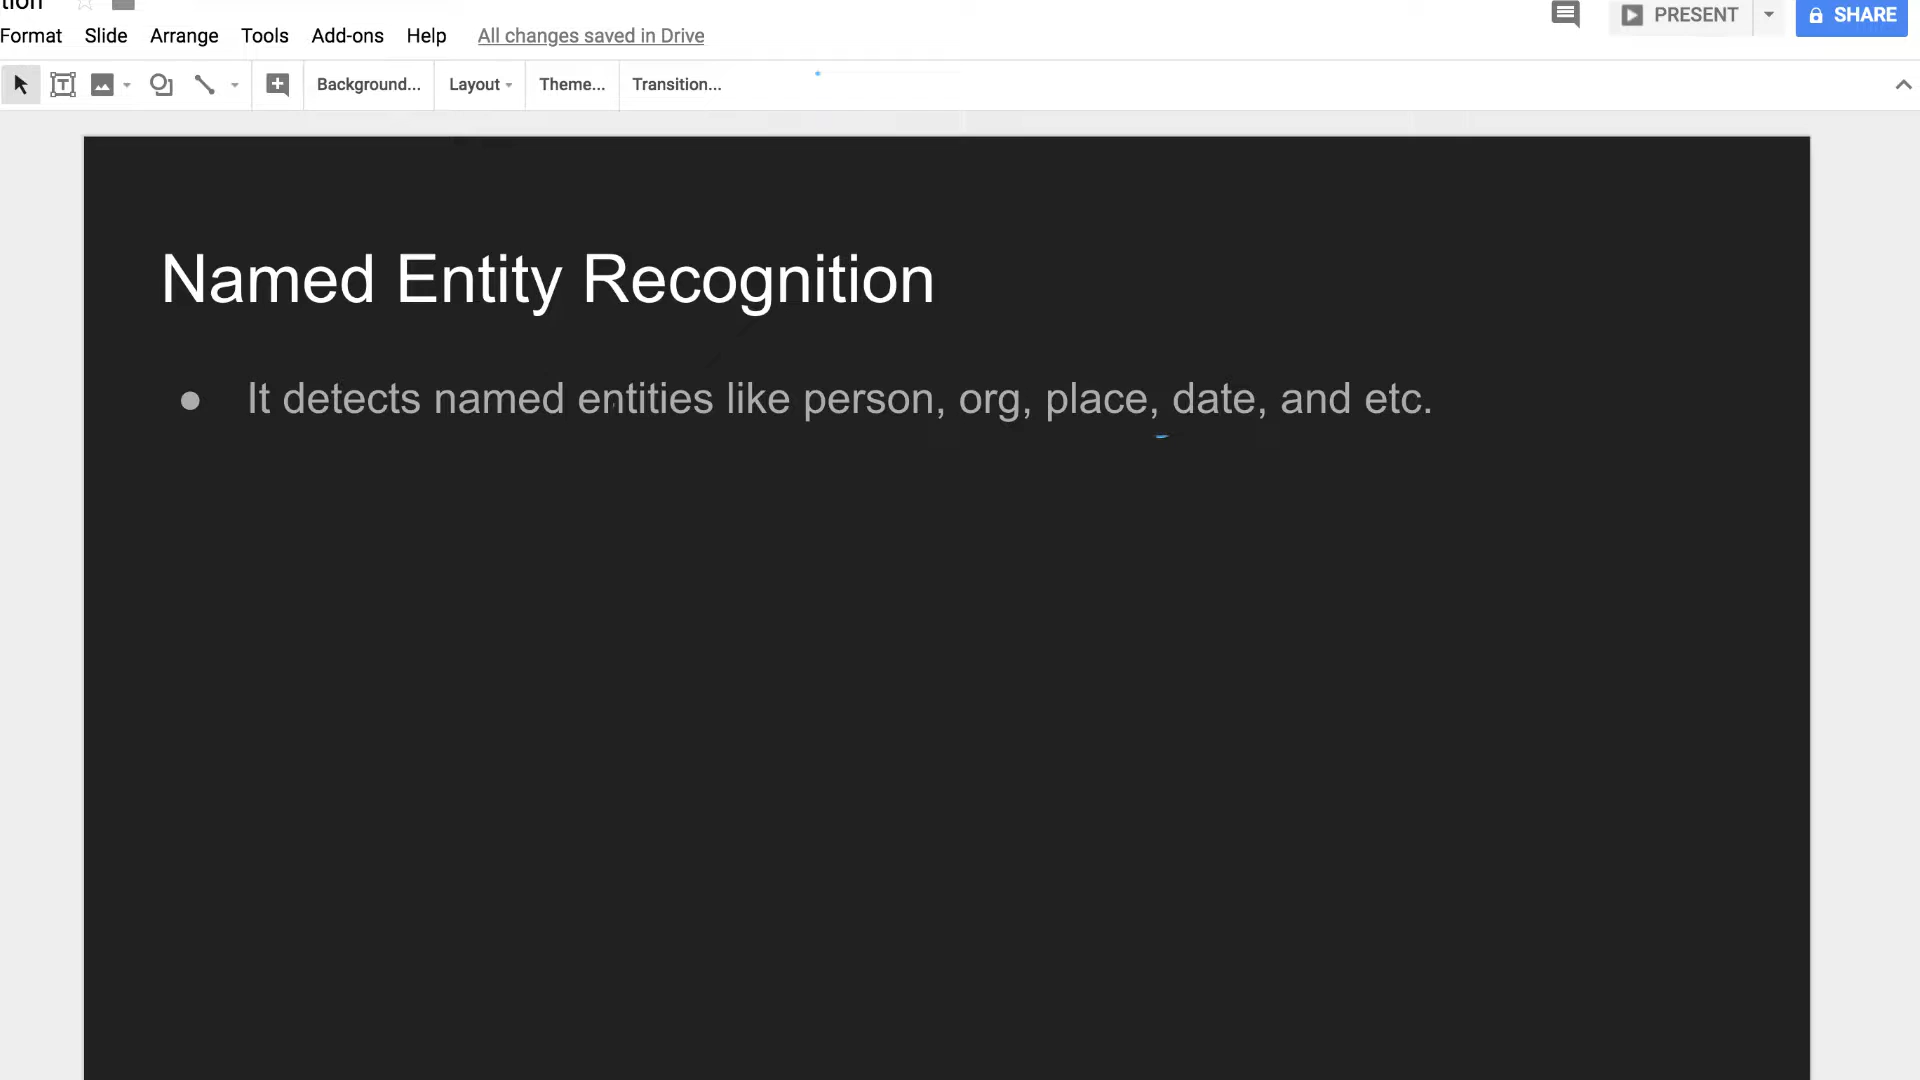 PRESENT SHARE
Format Slide Arrange Tools Add-ons Help All changes saved in Drive
Background... Layout Theme... Transition...
Named Entity Recognition
● It detects named entities like person, org, place, date, and etc.